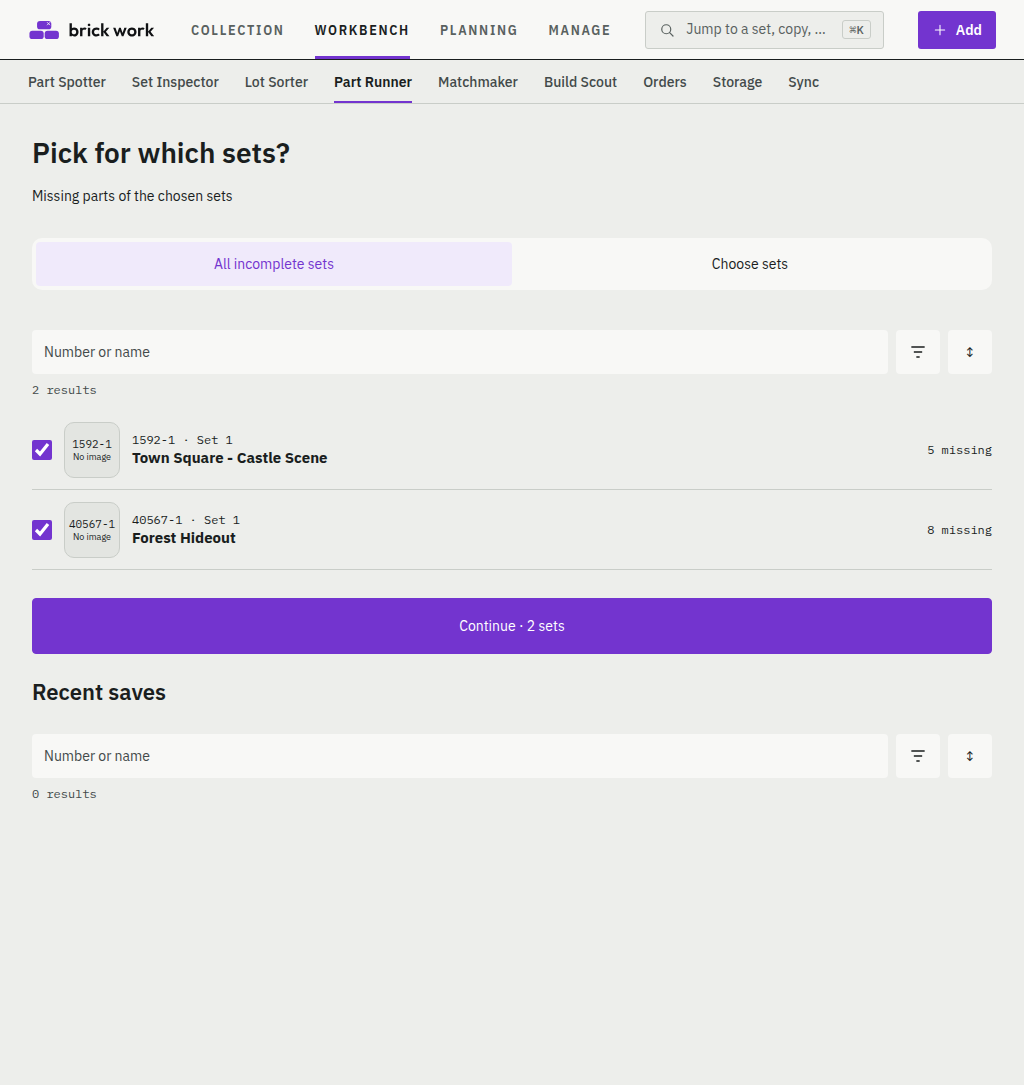 brick work
COLLECTION
WORKBENCH
PLANNING
MANAGE
Jump to a set, copy, ...
⌘K
+ Add
Part Spotter
Set Inspector
Lot Sorter
Part Runner
Matchmaker
Build Scout
Orders
Storage
Sync
Pick for which sets?
Missing parts of the chosen sets
All incomplete sets
Choose sets
Number or name
2 results
1592-1
No image
1592-1 · Set 1
Town Square - Castle Scene
5 missing
40567-1
No image
40567-1 · Set 1
Forest Hideout
8 missing
Continue · 2 sets
Recent saves
Number or name
0 results